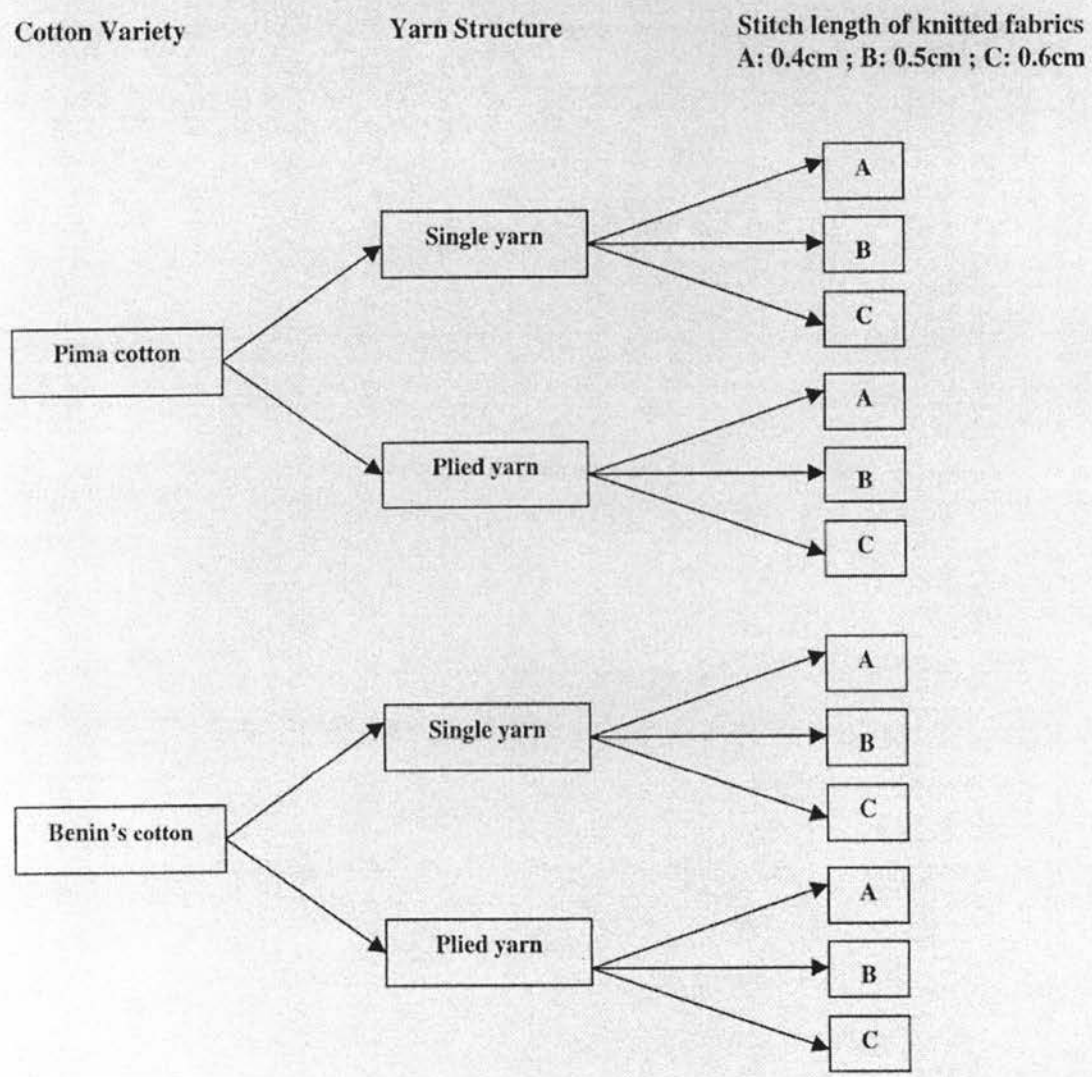 Cotton Variety
Yarn Structure
Stitch length of knitted fabrics
A: 0.4cm ; B: 0.5cm ; C: 0.6cm
Pima cotton
Single yarn
A
B
C
Plied yarn
A
B
C
Benin's cotton
Single yarn
A
B
C
Plied yarn
A
B
C